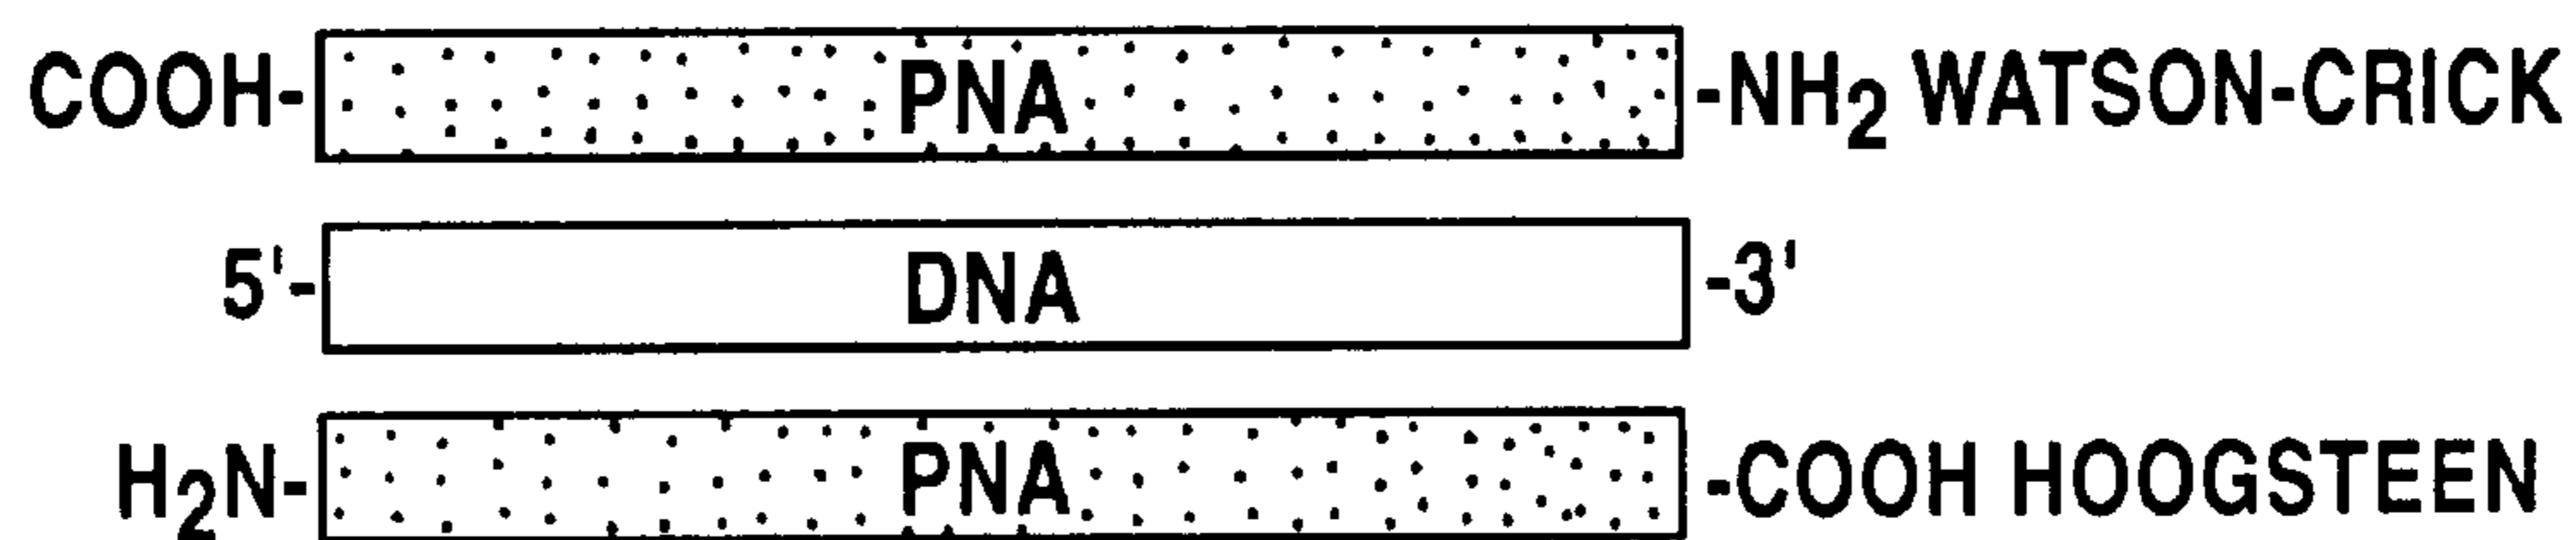 COOH- PNA -NH2 WATSON-CRICK
5'- DNA -3'
H2N- PNA -COOH HOOGSTEEN